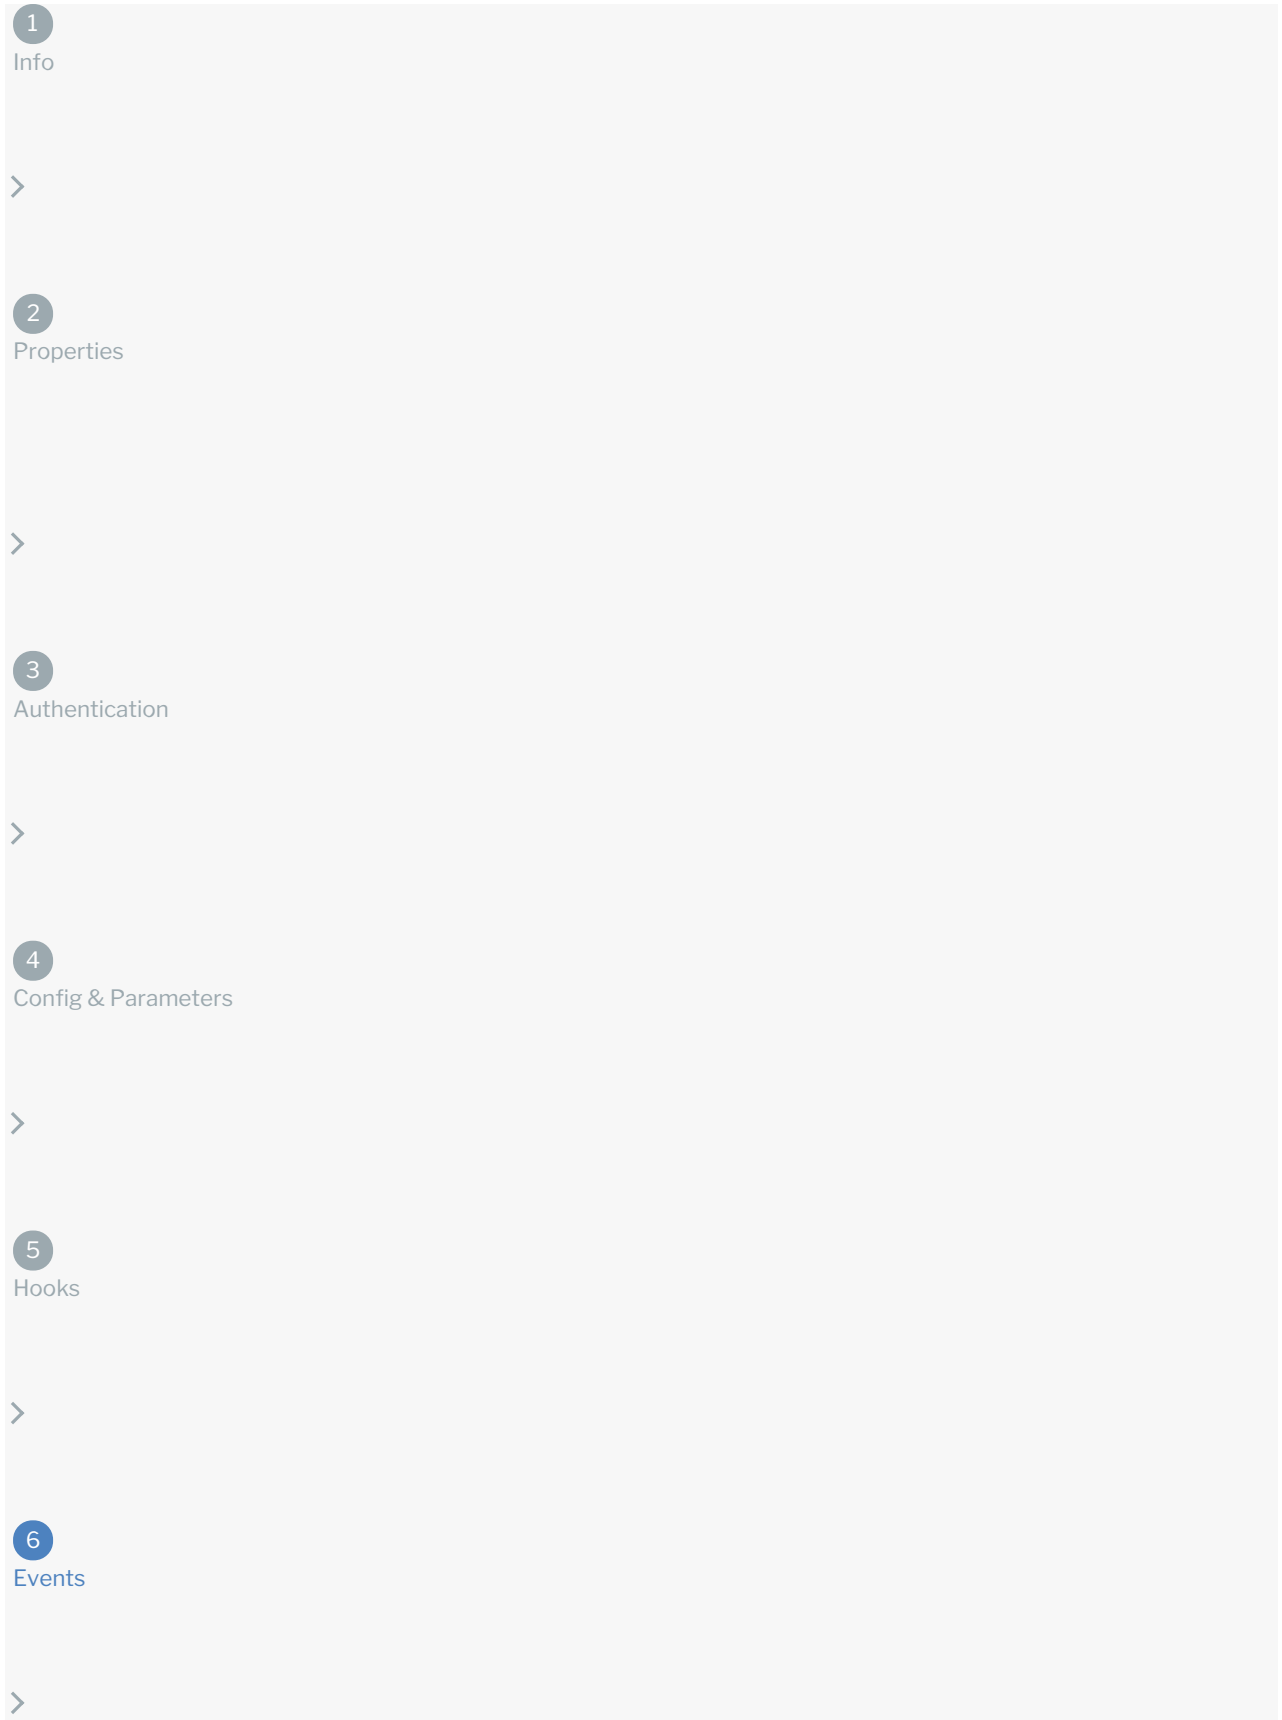 1
Info
2
Properties
3
Authentication
4
Config & Parameters
5
Hooks
6
Events